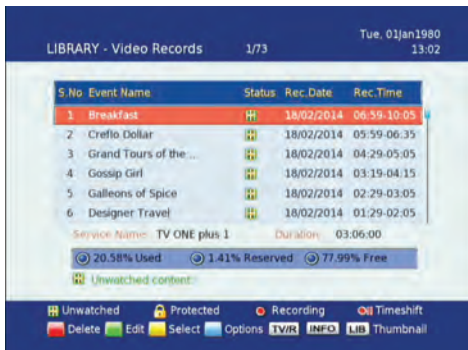 Tue, 01Jan1980
LIBRARY - Video Records 1/73 13:02
S.No Event Name Status Rec.Date Rec.Time
1 Breakfast 18/02/2014 06:59-10:05
2 Creflo Dollar 18/02/2014 05:59-06:35
3 Grand Tours of the ... 18/02/2014 04:29-05:05
4 Gossip Girl 18/02/2014 03:19-04:15
5 Galleons of Spice 18/02/2014 02:29-03:05
6 Designer Travel 18/02/2014 01:29-02:05
Service Name: TV ONE plus 1 Duration: 03:06:00
20.58% Used 1.41% Reserved 77.99% Free
Unwatched content.
Unwatched Protected Recording Timeshift
Delete Edit Select Options TV/R INFO LIB Thumbnail